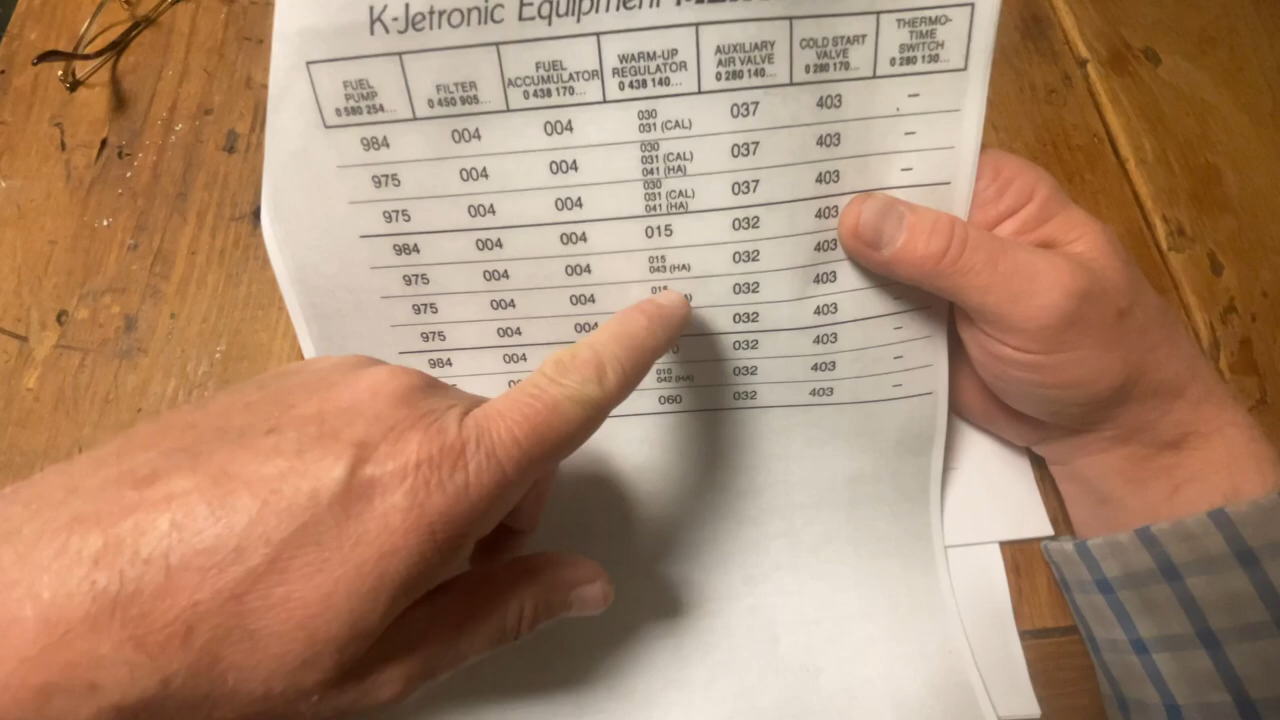 K-Jetronic Equipment
FUEL PUMP 0 580 254... FILTER 0 450 905... FUEL ACCUMULATOR 0 438 170... WARM-UP REGULATOR 0 438 140... AUXILIARY AIR VALVE 0 280 140... COLD START VALVE 0 280 170... THERMO-TIME SWITCH 0 280 130...
984 004 004 030 031 (CAL) 037 403 –
975 004 004 030 031 (CAL) 041 (HA) 037 403 –
975 004 004 030 031 (CAL) 041 (HA) 037 403 –
984 004 004 015 032 403
975 004 004 015 043 (HA) 032 403
975 004 004 015 032 403
975 004 004 032 403
984 004 032 403 –
010 042 (HA) 032 403 –
060 032 403 –